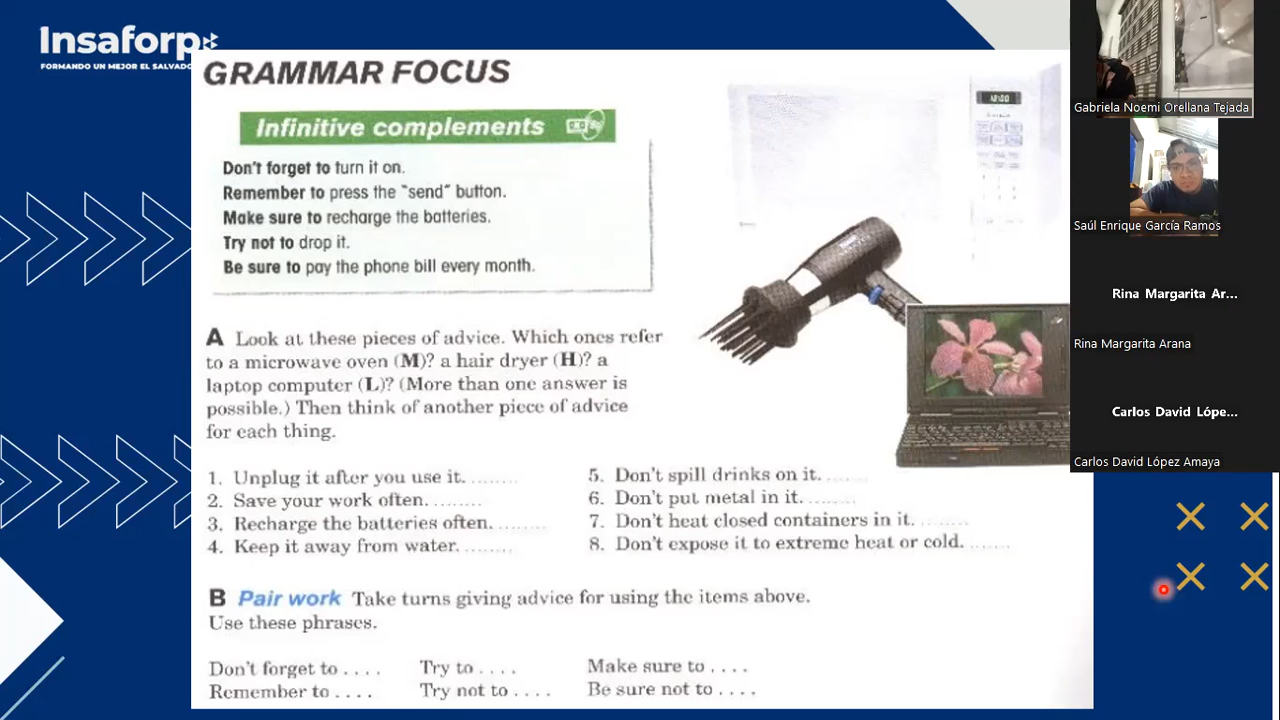 Insaforp
FORMANDO UN MEJOR EL SALVADOR
GRAMMAR FOCUS
Infinitive complements
Don't forget to turn it on.
Remember to press the "send" button.
Make sure to recharge the batteries.
Try not to drop it.
Be sure to pay the phone bill every month.
A Look at these pieces of advice. Which ones refer
to a microwave oven (M)? a hair dryer (H)? a
laptop computer (L)? (More than one answer is
possible.) Then think of another piece of advice
for each thing.
1. Unplug it after you use it. ........
2. Save your work often. ........
3. Recharge the batteries often. ........
4. Keep it away from water. ........
5. Don't spill drinks on it. ........
6. Don't put metal in it. ........
7. Don't heat closed containers in it. ........
8. Don't expose it to extreme heat or cold. ........
B Pair work Take turns giving advice for using the items above.
Use these phrases.
Don't forget to . . . .
Try to . . . .
Make sure to . . . .
Remember to . . . .
Try not to . . . .
Be sure not to . . . .
Gabriela Noemi Orellana Tejada
Saúl Enrique García Ramos
Rina Margarita Ar...
Rina Margarita Arana
Carlos David Lópe...
Carlos David López Amaya